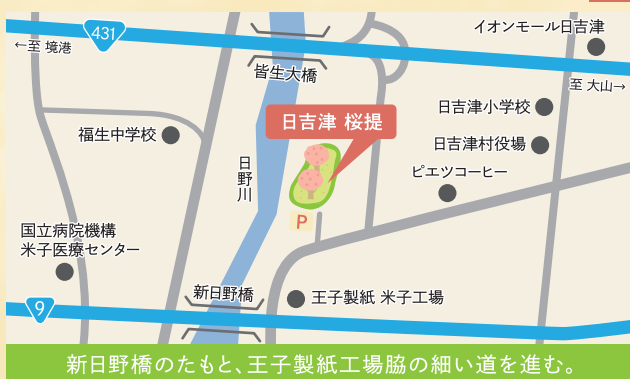 431
イオンモール日吉津
←至 境港
皆生大橋
至 大山→
日吉津小学校
日吉津 桜堤
福生中学校
日吉津村役場
日野川
ピエツコーヒー
P
国立病院機構
米子医療センター
新日野橋
王子製紙 米子工場
9
新日野橋のたもと、王子製紙工場脇の細い道を進む。